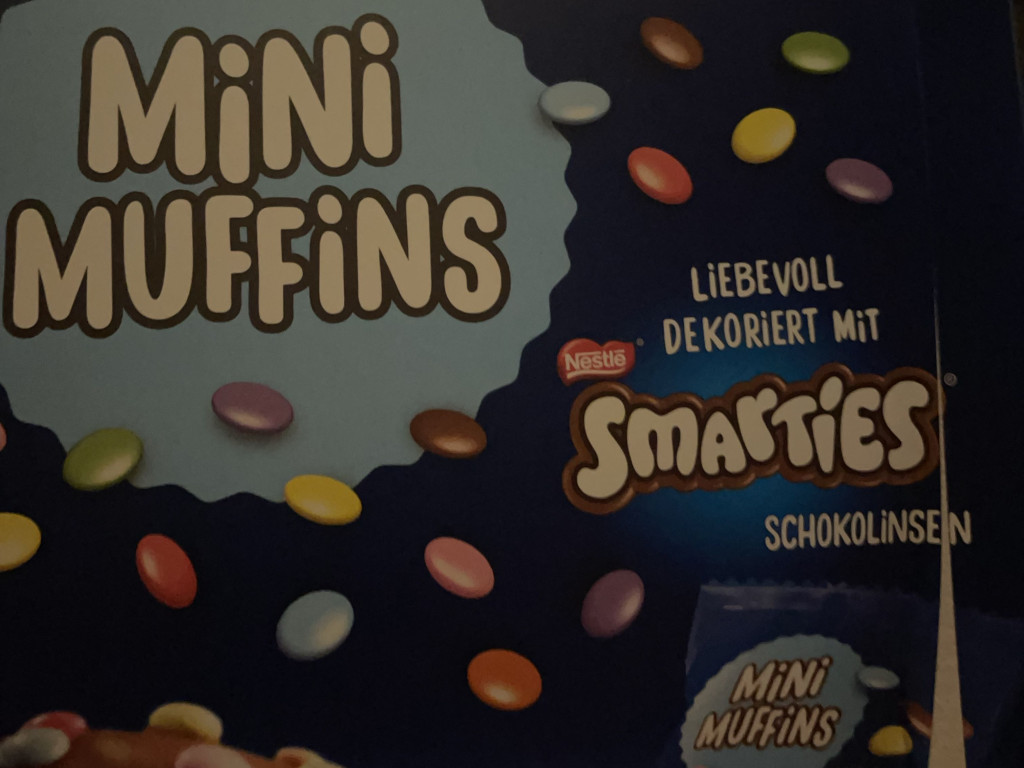 MiNi
MUFFiNS
LiEBEVOLL
DEKORiERT MiT
Nestlé®
SMARTiES®
SCHOKOLiNSEN
MiNi
MUFFiNS